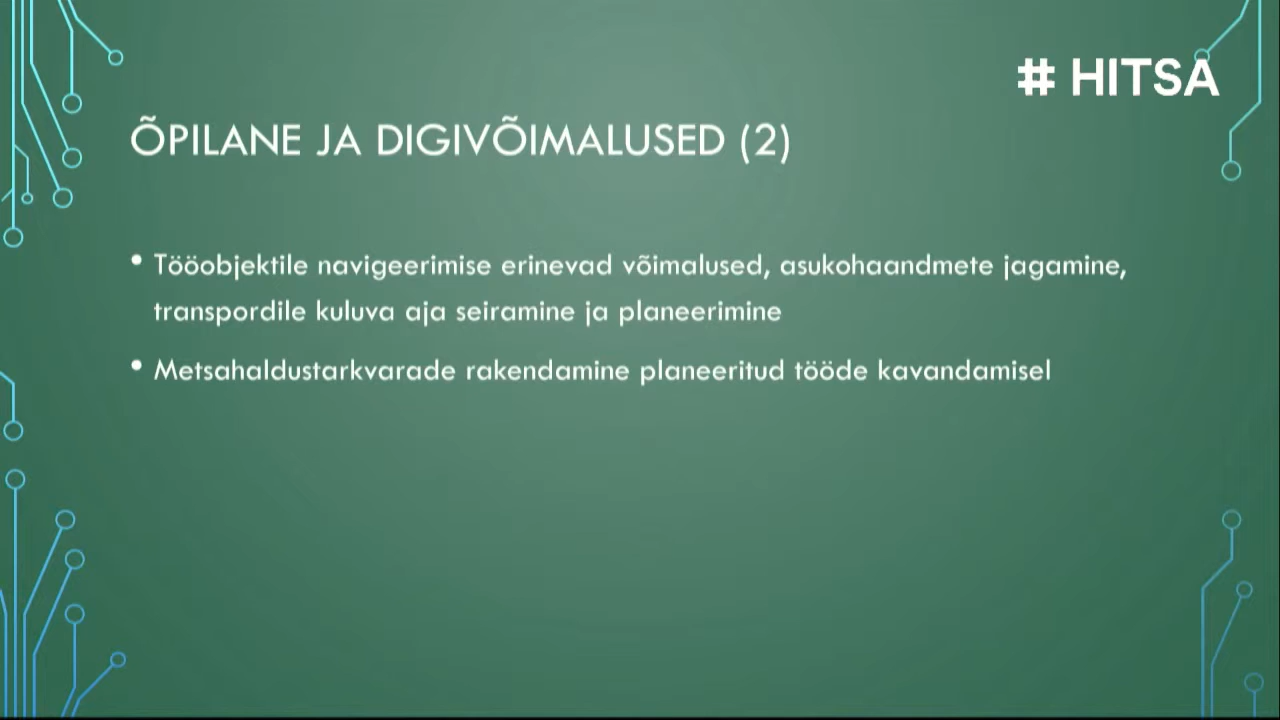 # HITSA
ÕPILANE JA DIGIVÕIMALUSED (2)
• Tööobjektile navigeerimise erinevad võimalused, asukohaandmete jagamine,
transpordile kuluva aja seiramine ja planeerimine
• Metsahaldustarkvarade rakendamine planeeritud tööde kavandamisel